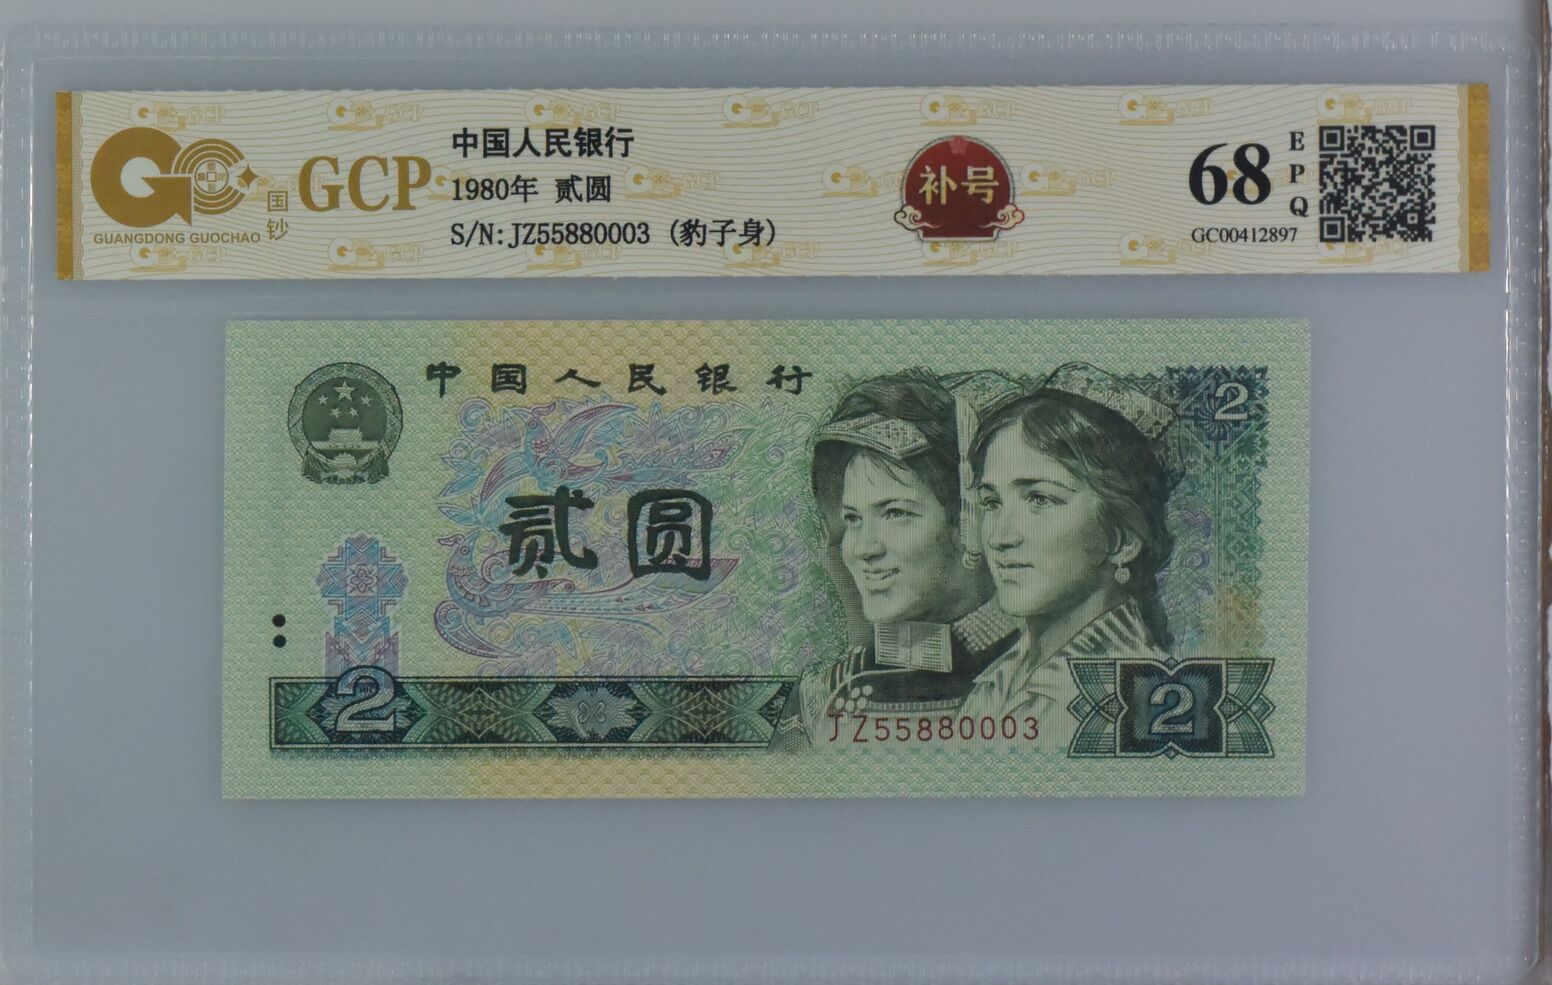 GCP
国钞
GUANGDONG GUOCHAO
中国人民银行
1980年 贰圆
S/N:JZ55880003 (豹子身)
补号
68
EPQ
GC00412897
中国人民银行
2
贰圆
2
JZ55880003
2